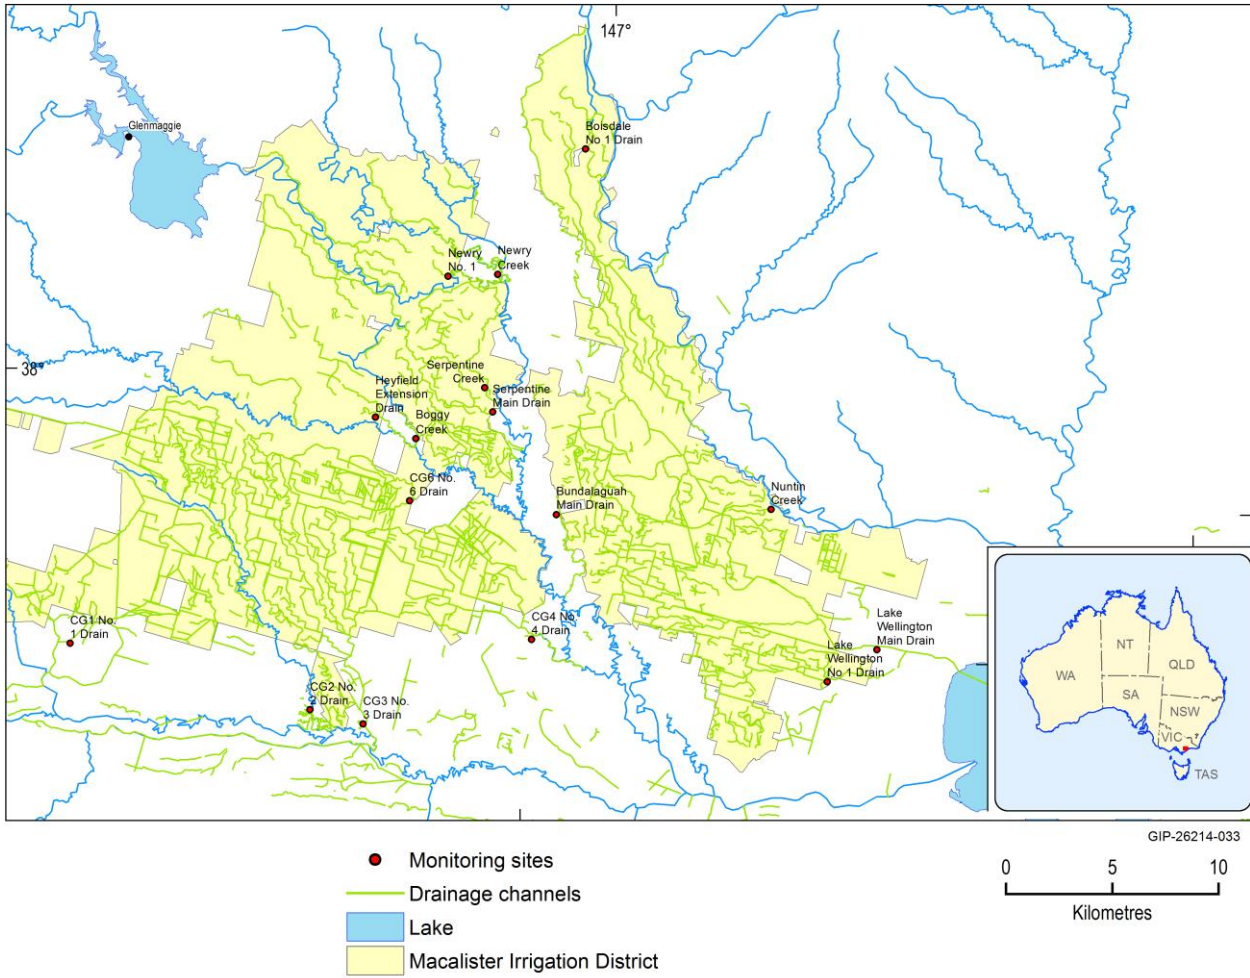 147°
Glenmaggie
Boisdale
No 1 Drain
Newry
No. 1
Newry
Creek
38°
Serpentine
Creek
Serpentine
Main Drain
Heyfield
Extension
Drain
Boggy
Creek
CG6 No.
6 Drain
Bundalaguah
Main Drain
Nuntin
Creek
CG1 No.
1 Drain
CG4 No.
4 Drain
Lake
Wellington
Main Drain
Lake
Wellington
No 1 Drain
CG2 No.
2 Drain
CG3 No.
3 Drain
NT
QLD
WA
SA
NSW
VIC
TAS
GIP-26214-033
Monitoring sites
Drainage channels
Lake
Macalister Irrigation District
0 5 10
Kilometres